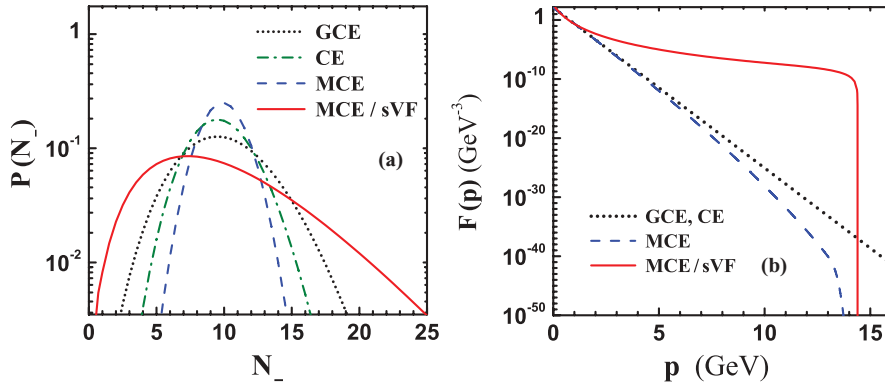 1
10⁻¹
10⁻²
P(N₋)
GCE
CE
MCE
MCE / sVF
(a)
0 5 10 15 20 25
N₋
1
10⁻¹⁰
10⁻²⁰
10⁻³⁰
10⁻⁴⁰
10⁻⁵⁰
F(p) (GeV⁻³)
GCE, CE
MCE
MCE / sVF
(b)
0 5 10 15
p (GeV)